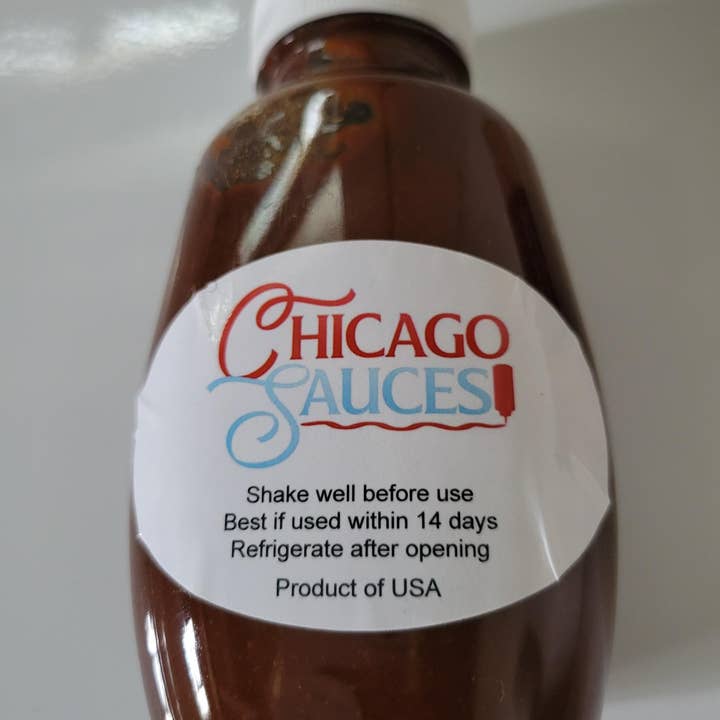 CHICAGO
SAUCES
Shake well before use
Best if used within 14 days
Refrigerate after opening
Product of USA